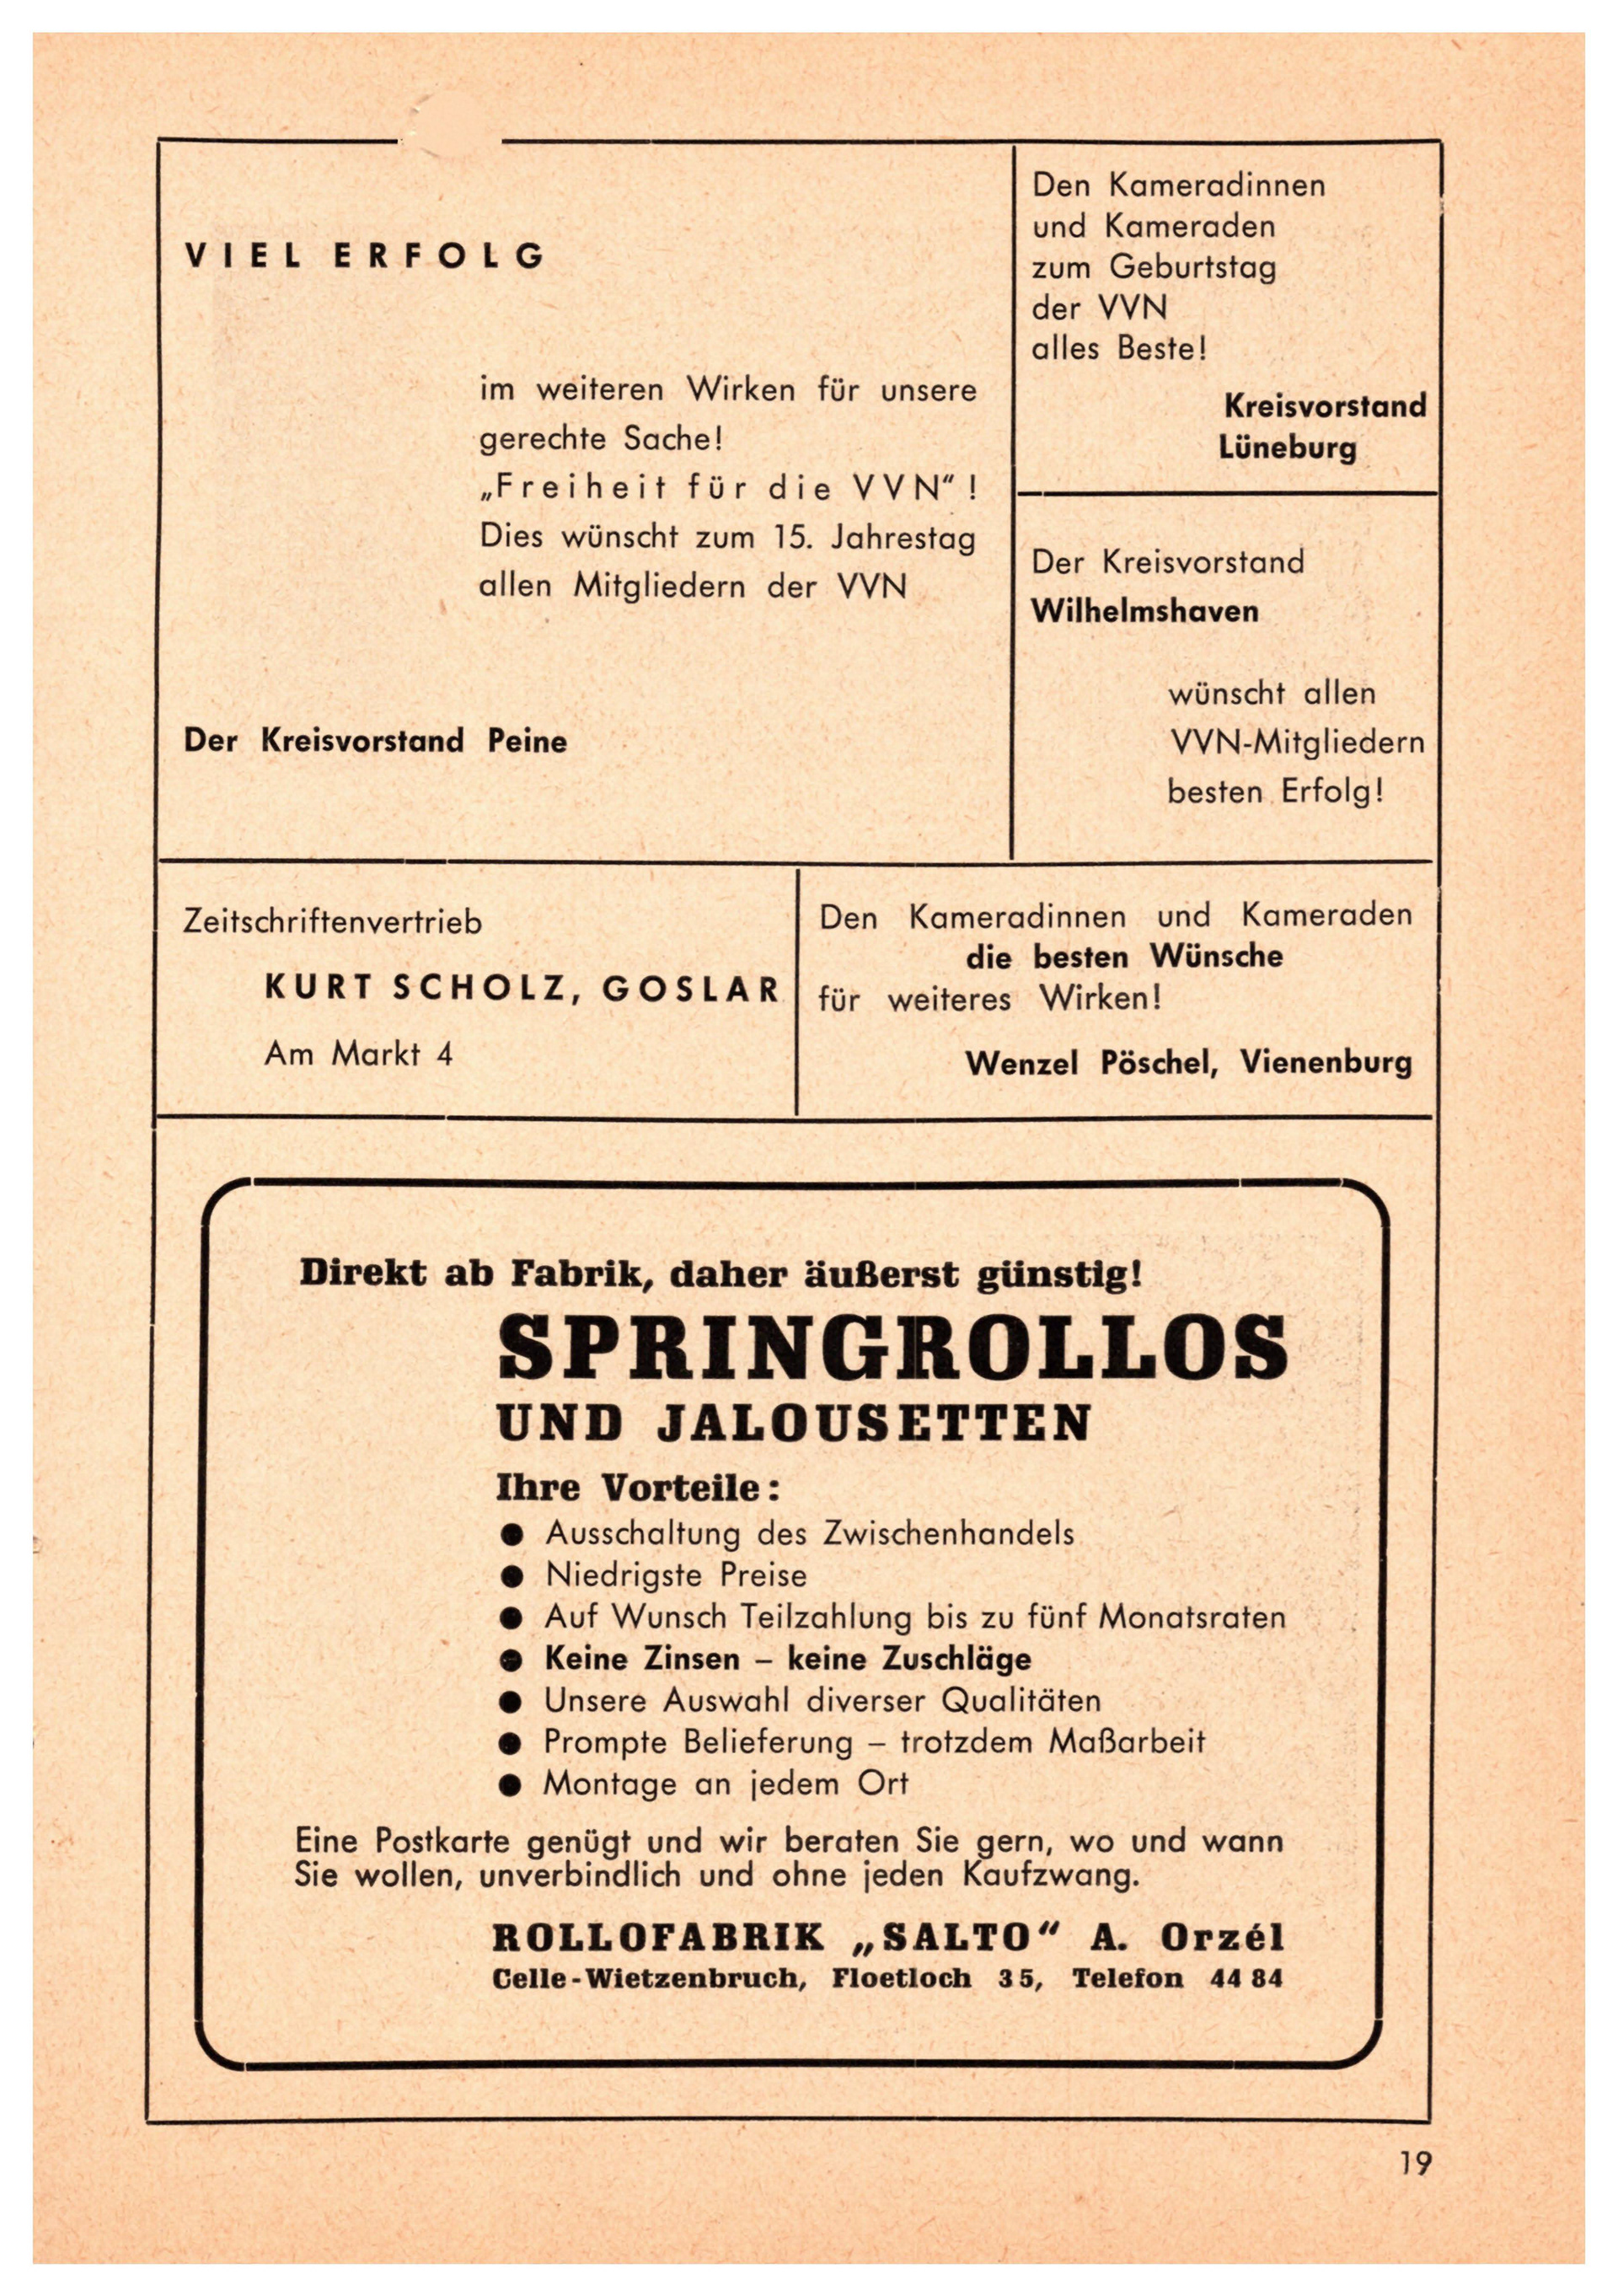 VIEL ERFOLG
im weiteren Wirken für unsere
gerechte Sache!
„Freiheit für die VVN“!
Dies wünscht zum 15. Jahrestag
allen Mitgliedern der VVN
Der Kreisvorstand Peine
Den Kameradinnen
und Kameraden
zum Geburtstag
der VVN
alles Beste!
Kreisvorstand
Lüneburg
Der Kreisvorstand
Wilhelmshaven
wünscht allen
VVN-Mitgliedern
besten Erfolg!
Zeitschriftenvertrieb
KURT SCHOLZ, GOSLAR
Am Markt 4
Den Kameradinnen und Kameraden
die besten Wünsche
für weiteres Wirken!
Wenzel Pöschel, Vienenburg
Direkt ab Fabrik, daher äußerst günstig!
SPRINGROLLOS
UND JALOUSETTEN
Ihre Vorteile:
● Ausschaltung des Zwischenhandels
● Niedrigste Preise
● Auf Wunsch Teilzahlung bis zu fünf Monatsraten
● Keine Zinsen – keine Zuschläge
● Unsere Auswahl diverser Qualitäten
● Prompte Belieferung – trotzdem Maßarbeit
● Montage an jedem Ort
Eine Postkarte genügt und wir beraten Sie gern, wo und wann
Sie wollen, unverbindlich und ohne jeden Kaufzwang.
ROLLOFABRIK „SALTO“ A. Orzél
Celle-Wietzenbruch, Floetloch 35, Telefon 44 84
19